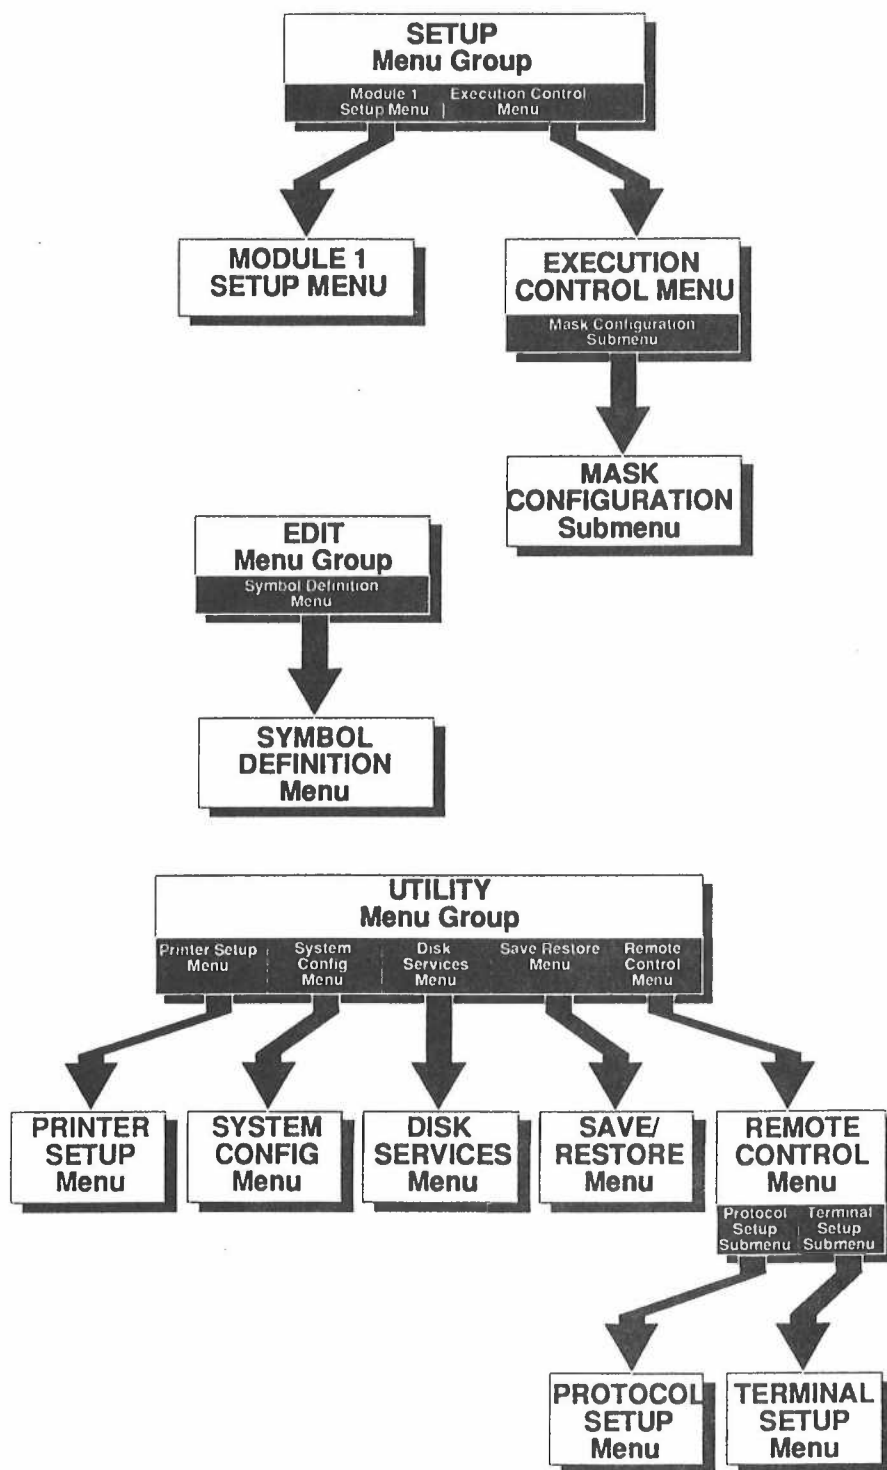 SETUP
Menu Group
Module 1
Setup Menu
Execution Control
Menu
MODULE 1
SETUP MENU
EXECUTION
CONTROL MENU
Mask Configuration
Submenu
MASK
CONFIGURATION
Submenu
EDIT
Menu Group
Symbol Definition
Menu
SYMBOL
DEFINITION
Menu
UTILITY
Menu Group
Printer Setup
Menu
System
Config
Menu
Disk
Services
Menu
Save Restore
Menu
Remote
Control
Menu
PRINTER
SETUP
Menu
SYSTEM
CONFIG
Menu
DISK
SERVICES
Menu
SAVE/
RESTORE
Menu
REMOTE
CONTROL
Menu
Protocol
Setup
Submenu
Terminal
Setup
Submenu
PROTOCOL
SETUP
Menu
TERMINAL
SETUP
Menu